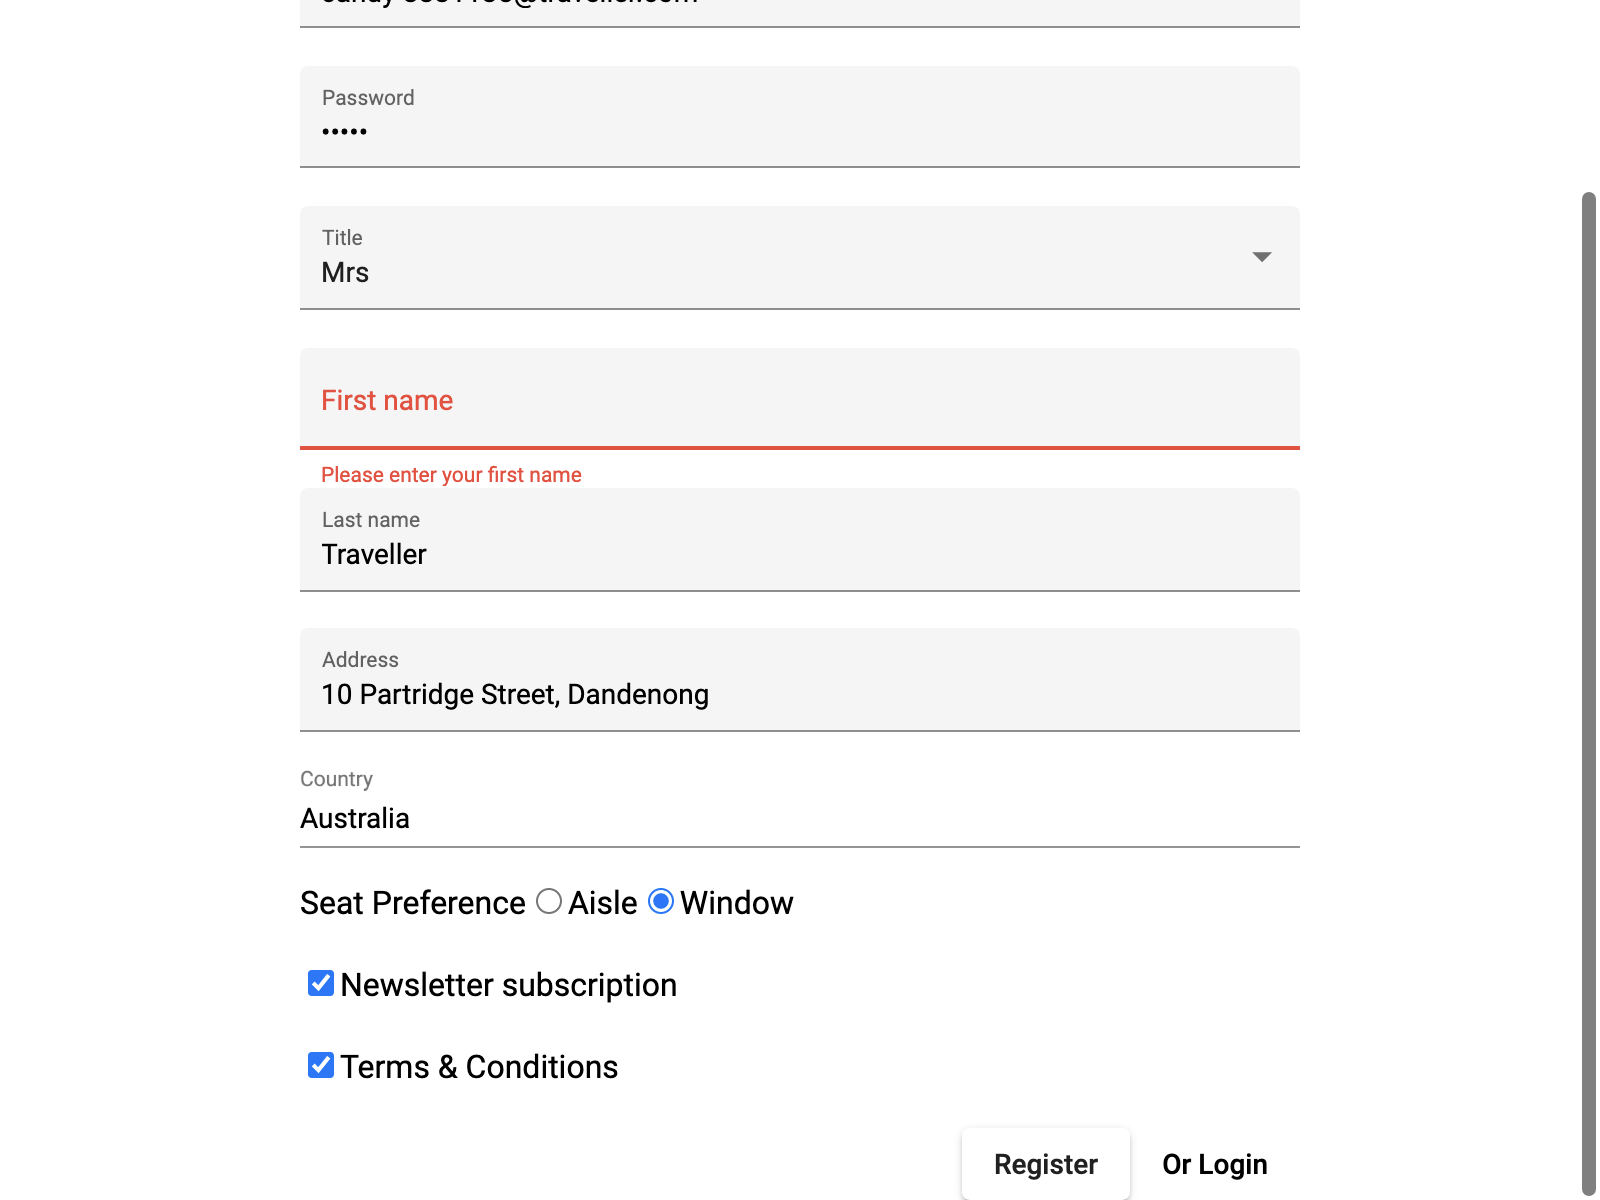 Password
•••••
Title
Mrs
First name
Please enter your first name
Last name
Traveller
Address
10 Partridge Street, Dandenong
Country
Australia
Seat Preference Aisle Window
Newsletter subscription
Terms & Conditions
Register Or Login